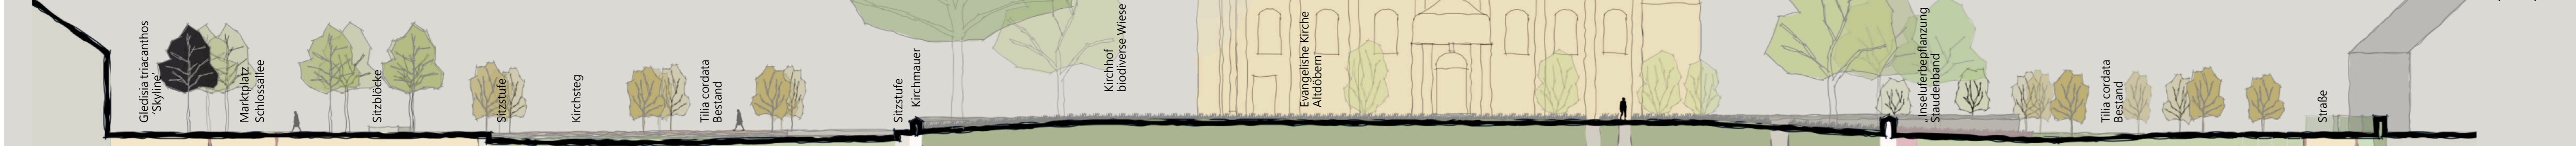 Gledisia triacanthos
'Skyline'
Marktplatz
Schlossallee
Sitzblöcke
Sitzstufe
Kirchsteg
Tilia cordata
Bestand
Sitzstufe
Kirchmauer
Kirchhof
biodiverse Wiese
Evangelishe Kirche
Altdöbern
"Inseluferbepflanzung
Staudenband
Tilia cordata
Bestand
Straße